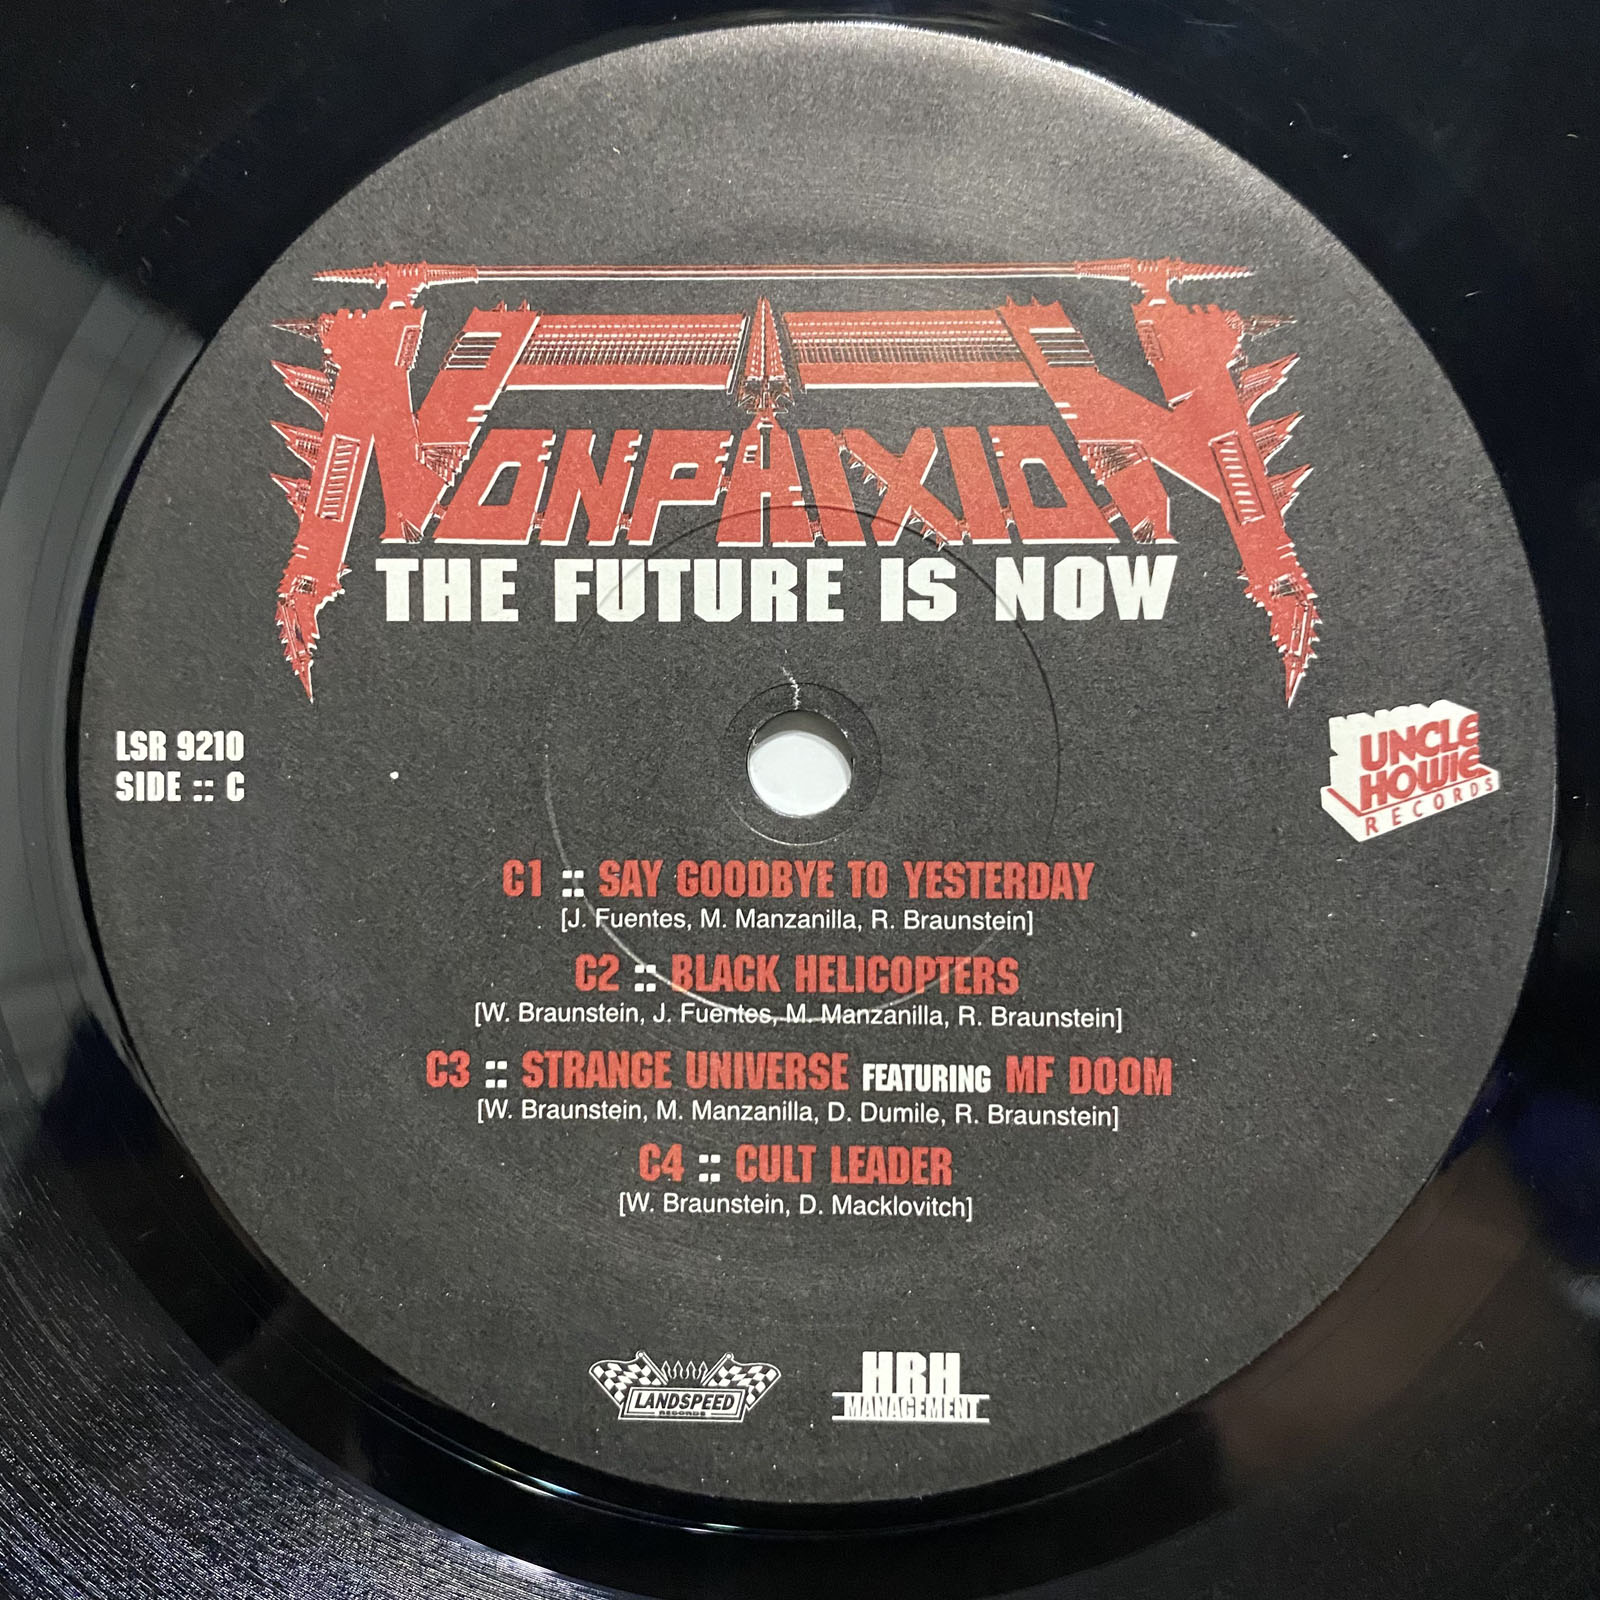 NONPHIXION
THE FUTURE IS NOW
LSR 9210
SIDE :: C
UNCLE
HOWIE
RECORDS
C1 :: SAY GOODBYE TO YESTERDAY
[J. Fuentes, M. Manzanilla, R. Braunstein]
C2 :: BLACK HELICOPTERS
[W. Braunstein, J. Fuentes, M. Manzanilla, R. Braunstein]
C3 :: STRANGE UNIVERSE FEATURING MF DOOM
[W. Braunstein, M. Manzanilla, D. Dumile, R. Braunstein]
C4 :: CULT LEADER
[W. Braunstein, D. Macklovitch]
LANDSPEED
RECORDS
HRH
MANAGEMENT